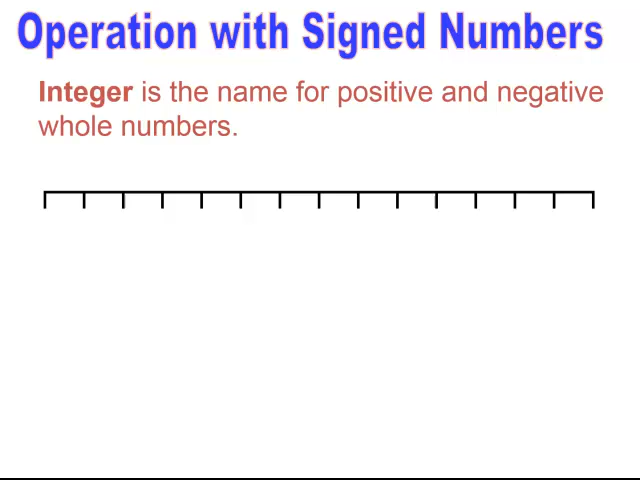 Operation with Signed Numbers
Integer is the name for positive and negative
whole numbers.